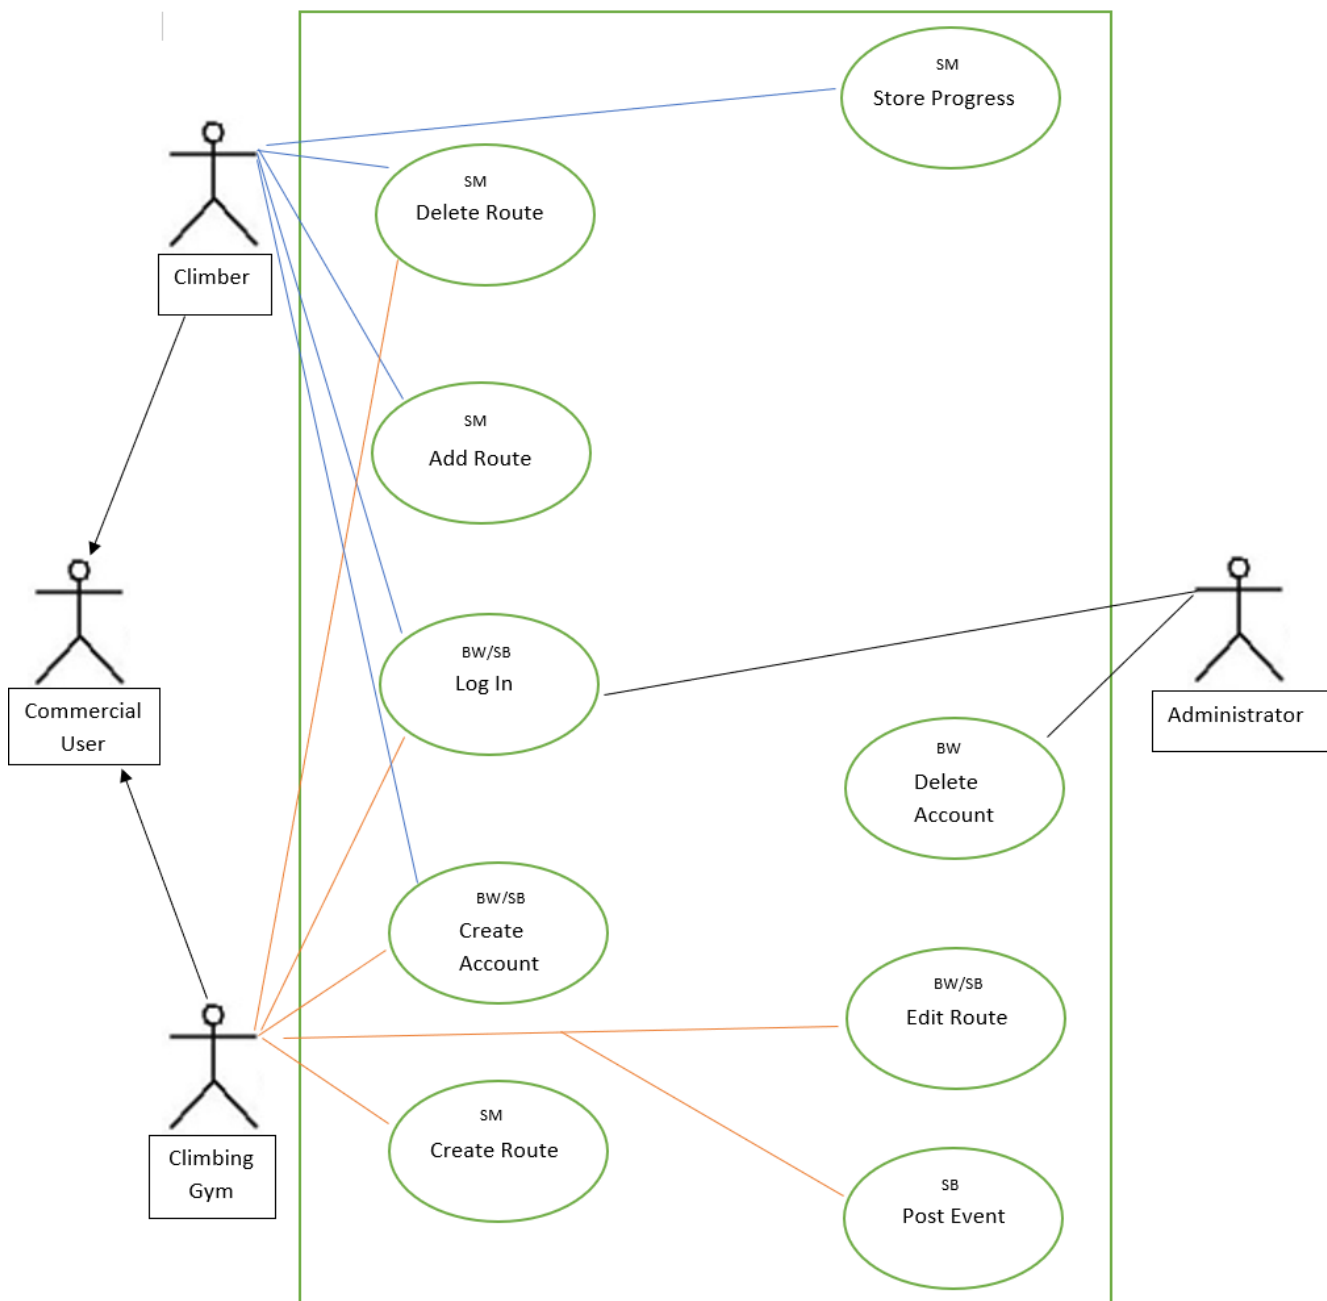 SM
Store Progress
SM
Delete Route
Climber
SM
Add Route
BW/SB
Log In
Commercial
User
Administrator
BW
Delete
Account
BW/SB
Create
Account
BW/SB
Edit Route
SM
Create Route
Climbing
Gym
SB
Post Event